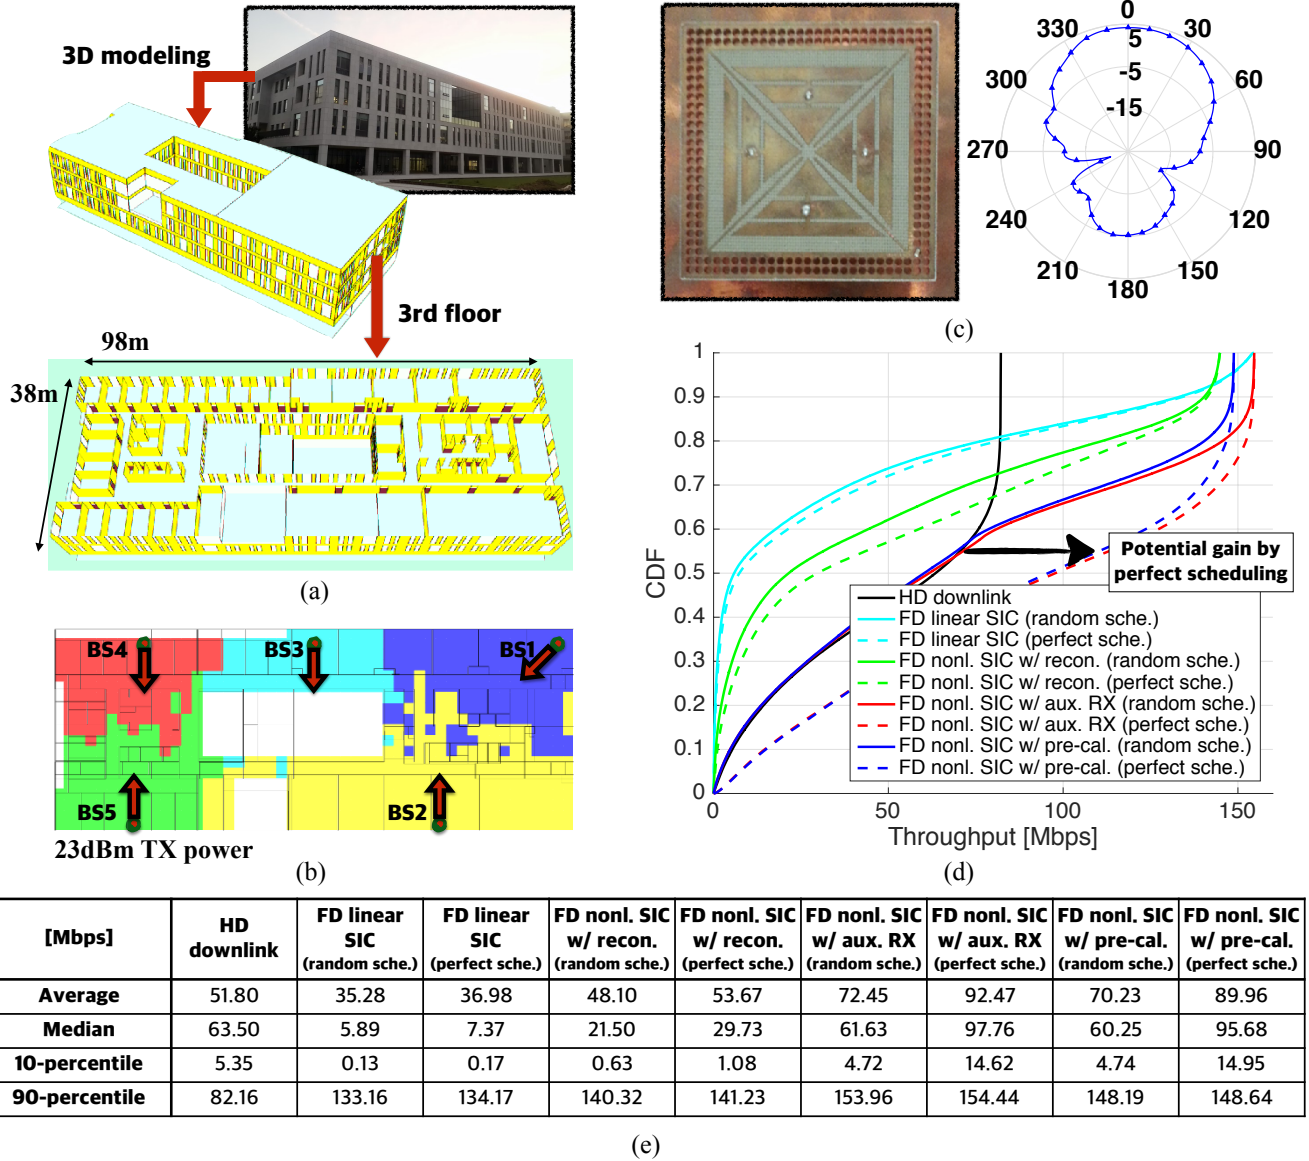 3D modeling
3rd floor
98m
38m
(a)
BS4
BS3
BS1
BS5
BS2
23dBm TX power
(b)
0
30
60
90
120
150
180
210
240
270
300
330
5
-5
-15
(c)
CDF
1
0.9
0.8
0.7
0.6
0.5
0.4
0.3
0.2
0.1
0
0
50
100
150
Throughput [Mbps]
Potential gain by
perfect scheduling
HD downlink
FD linear SIC (random sche.)
FD linear SIC (perfect sche.)
FD nonl. SIC w/ recon. (random sche.)
FD nonl. SIC w/ recon. (perfect sche.)
FD nonl. SIC w/ aux. RX (random sche.)
FD nonl. SIC w/ aux. RX (perfect sche.)
FD nonl. SIC w/ pre-cal. (random sche.)
FD nonl. SIC w/ pre-cal. (perfect sche.)
(d)
[Mbps] HD downlink FD linear SIC (random sche.) FD linear SIC (perfect sche.) FD nonl. SIC w/ recon. (random sche.) FD nonl. SIC w/ recon. (perfect sche.) FD nonl. SIC w/ aux. RX (random sche.) FD nonl. SIC w/ aux. RX (perfect sche.) FD nonl. SIC w/ pre-cal. (random sche.) FD nonl. SIC w/ pre-cal. (perfect sche.)
Average 51.80 35.28 36.98 48.10 53.67 72.45 92.47 70.23 89.96
Median 63.50 5.89 7.37 21.50 29.73 61.63 97.76 60.25 95.68
10-percentile 5.35 0.13 0.17 0.63 1.08 4.72 14.62 4.74 14.95
90-percentile 82.16 133.16 134.17 140.32 141.23 153.96 154.44 148.19 148.64
(e)